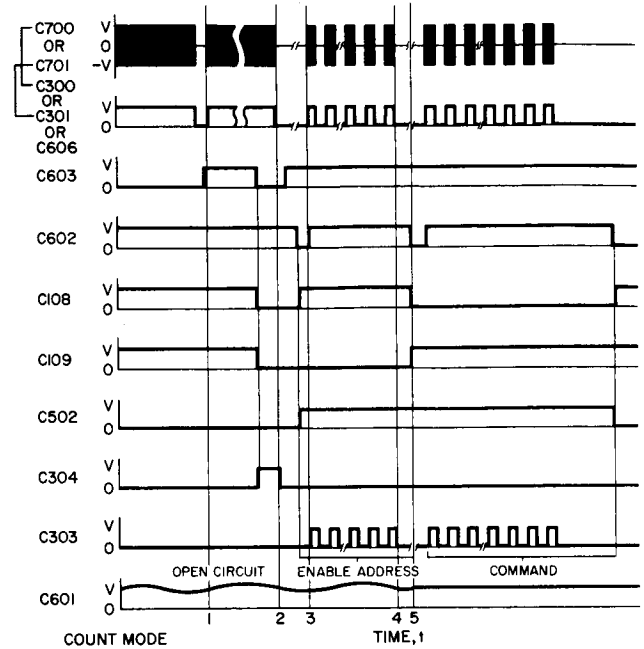 C700 V
OR 0
C701 -V
C300
OR
C301 V
OR 0
C606
C603 V
0
C602 V
0
C108 V
0
C109 V
0
C502 V
0
C304 V
0
C303 V
0
OPEN CIRCUIT ENABLE ADDRESS COMMAND
C601 V
0
1 2 3 4 5
COUNT MODE TIME, t